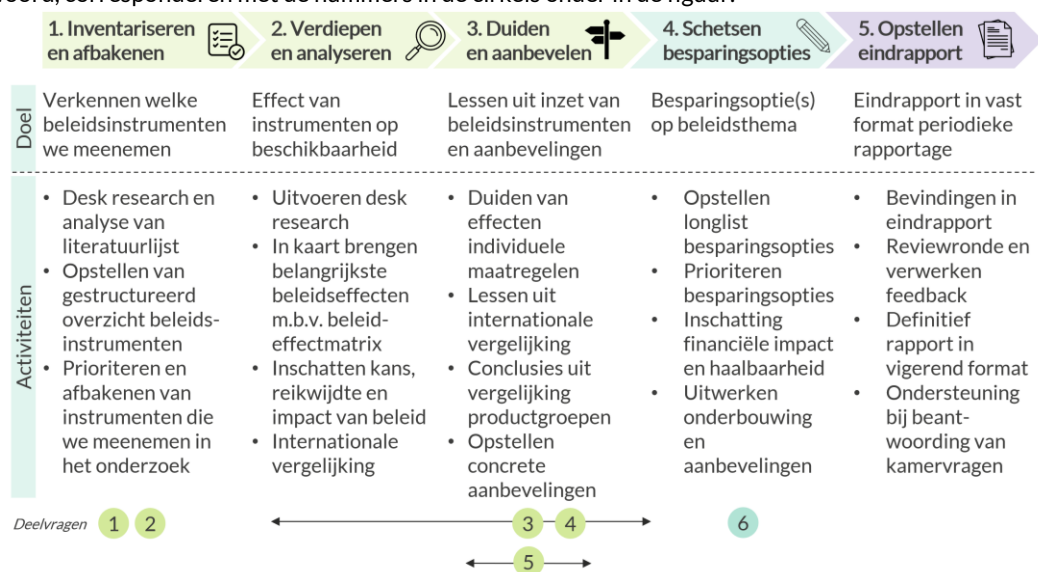 1. Inventariseren
en afbakenen
2. Verdiepen
en analyseren
3. Duiden
en aanbevelen
4. Schetsen
besparingsopties
5. Opstellen
eindrapport
Doel
Verkennen welke
beleidsinstrumenten
we meenemen
Effect van
instrumenten op
beschikbaarheid
Lessen uit inzet van
beleidsinstrumenten
en aanbevelingen
Besparingsoptie(s)
op beleidsthema
Eindrapport in vast
format periodieke
rapportage
Activiteiten
• Desk research en
analyse van
literatuurlijst
• Opstellen van
gestructureerd
overzicht beleids-
instrumenten
• Prioriteren en
afbakenen van
instrumenten die
we meenemen in
het onderzoek
• Uitvoeren desk
research
• In kaart brengen
belangrijkste
beleidseffecten
m.b.v. beleid-
effectmatrix
• Inschatten kans,
reikwijdte en
impact van beleid
• Internationale
vergelijking
• Duiden van
effecten
individuele
maatregelen
• Lessen uit
internationale
vergelijking
• Conclusies uit
vergelijking
productgroepen
• Opstellen
concrete
aanbevelingen
• Opstellen
longlist
besparingsopties
• Prioriteren
besparingsopties
• Inschatting
financiële impact
en haalbaarheid
• Uitwerken
onderbouwing
en
aanbevelingen
• Bevindingen in
eindrapport
• Reviewronde en
verwerken
feedback
• Definitief
rapport in
vigerend format
• Ondersteuning
bij beant-
woording van
kamervragen
Deelvragen 1 2 3 4 6
5